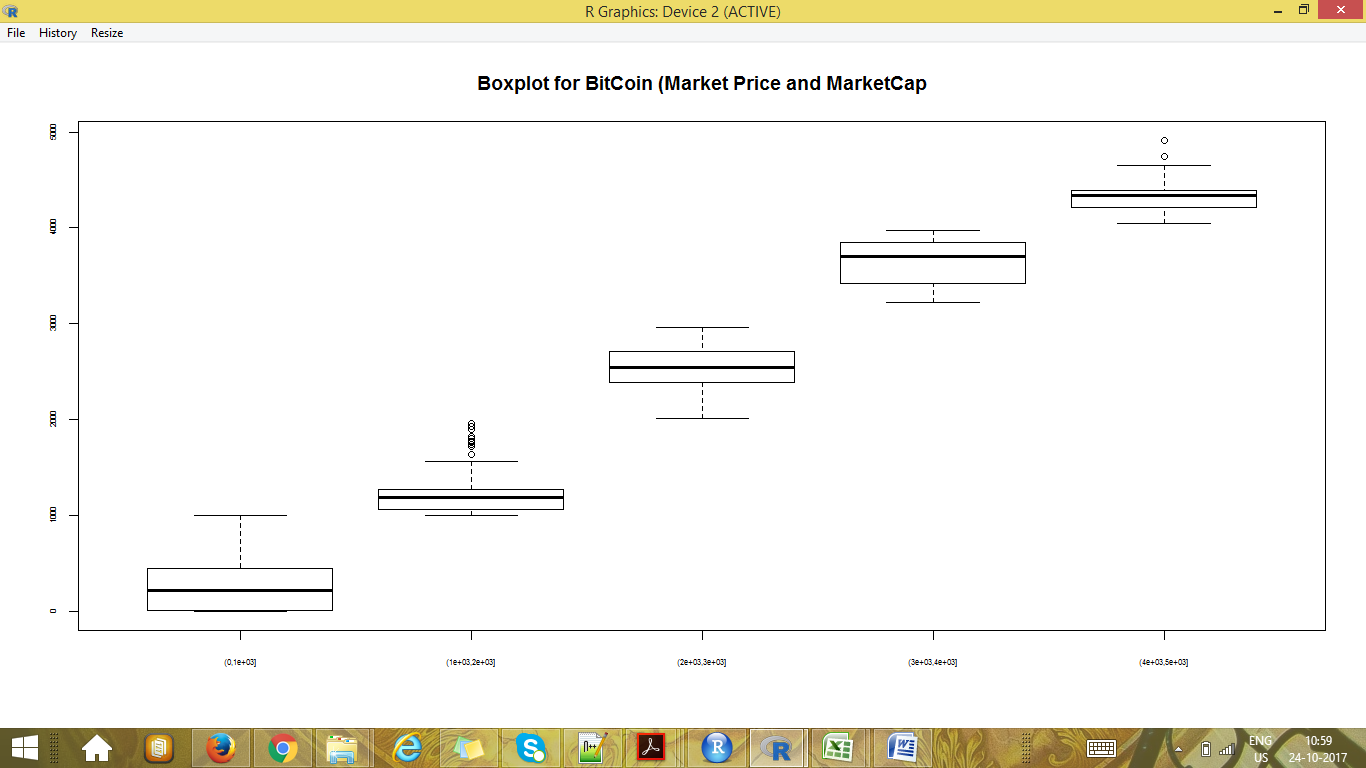 R Graphics: Device 2 (ACTIVE)
File History Resize
Boxplot for BitCoin (Market Price and MarketCap
5000
4000
3000
2000
1000
0
(0,1e+03] (1e+03,2e+03] (2e+03,3e+03] (3e+03,4e+03] (4e+03,5e+03]
ENG 10:59
US 24-10-2017